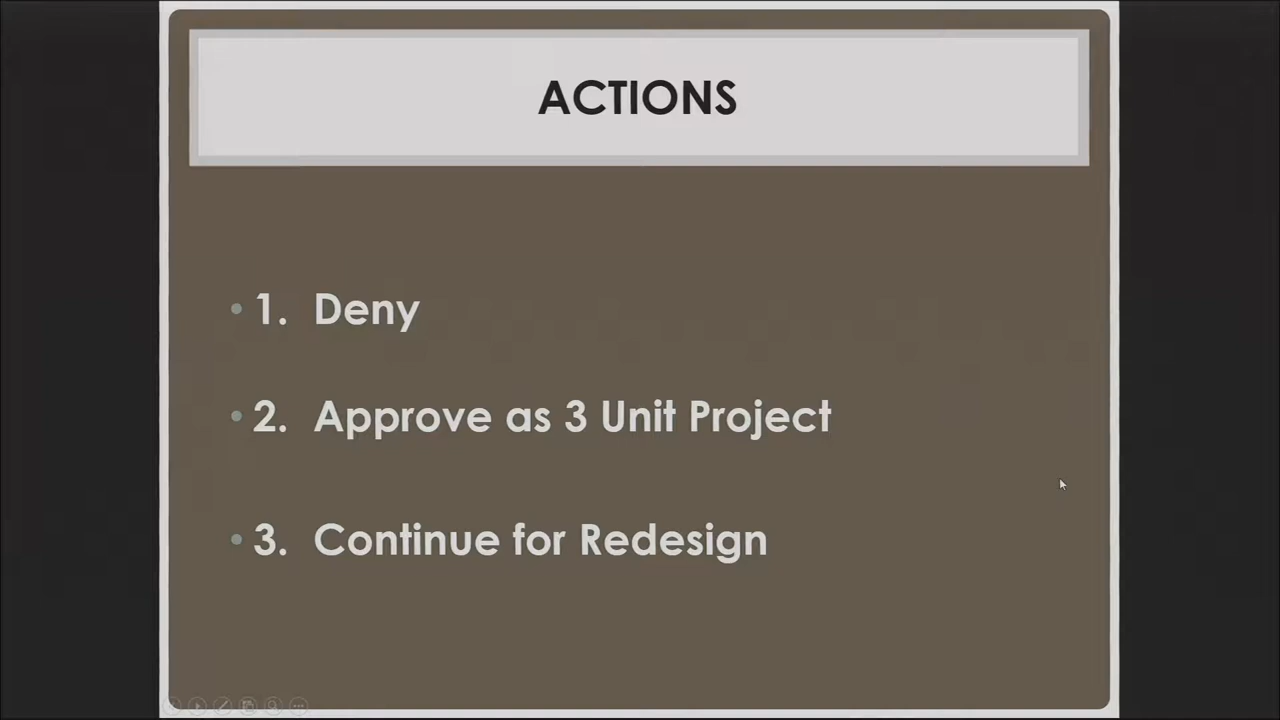 ACTIONS
• 1. Deny
• 2. Approve as 3 Unit Project
• 3. Continue for Redesign